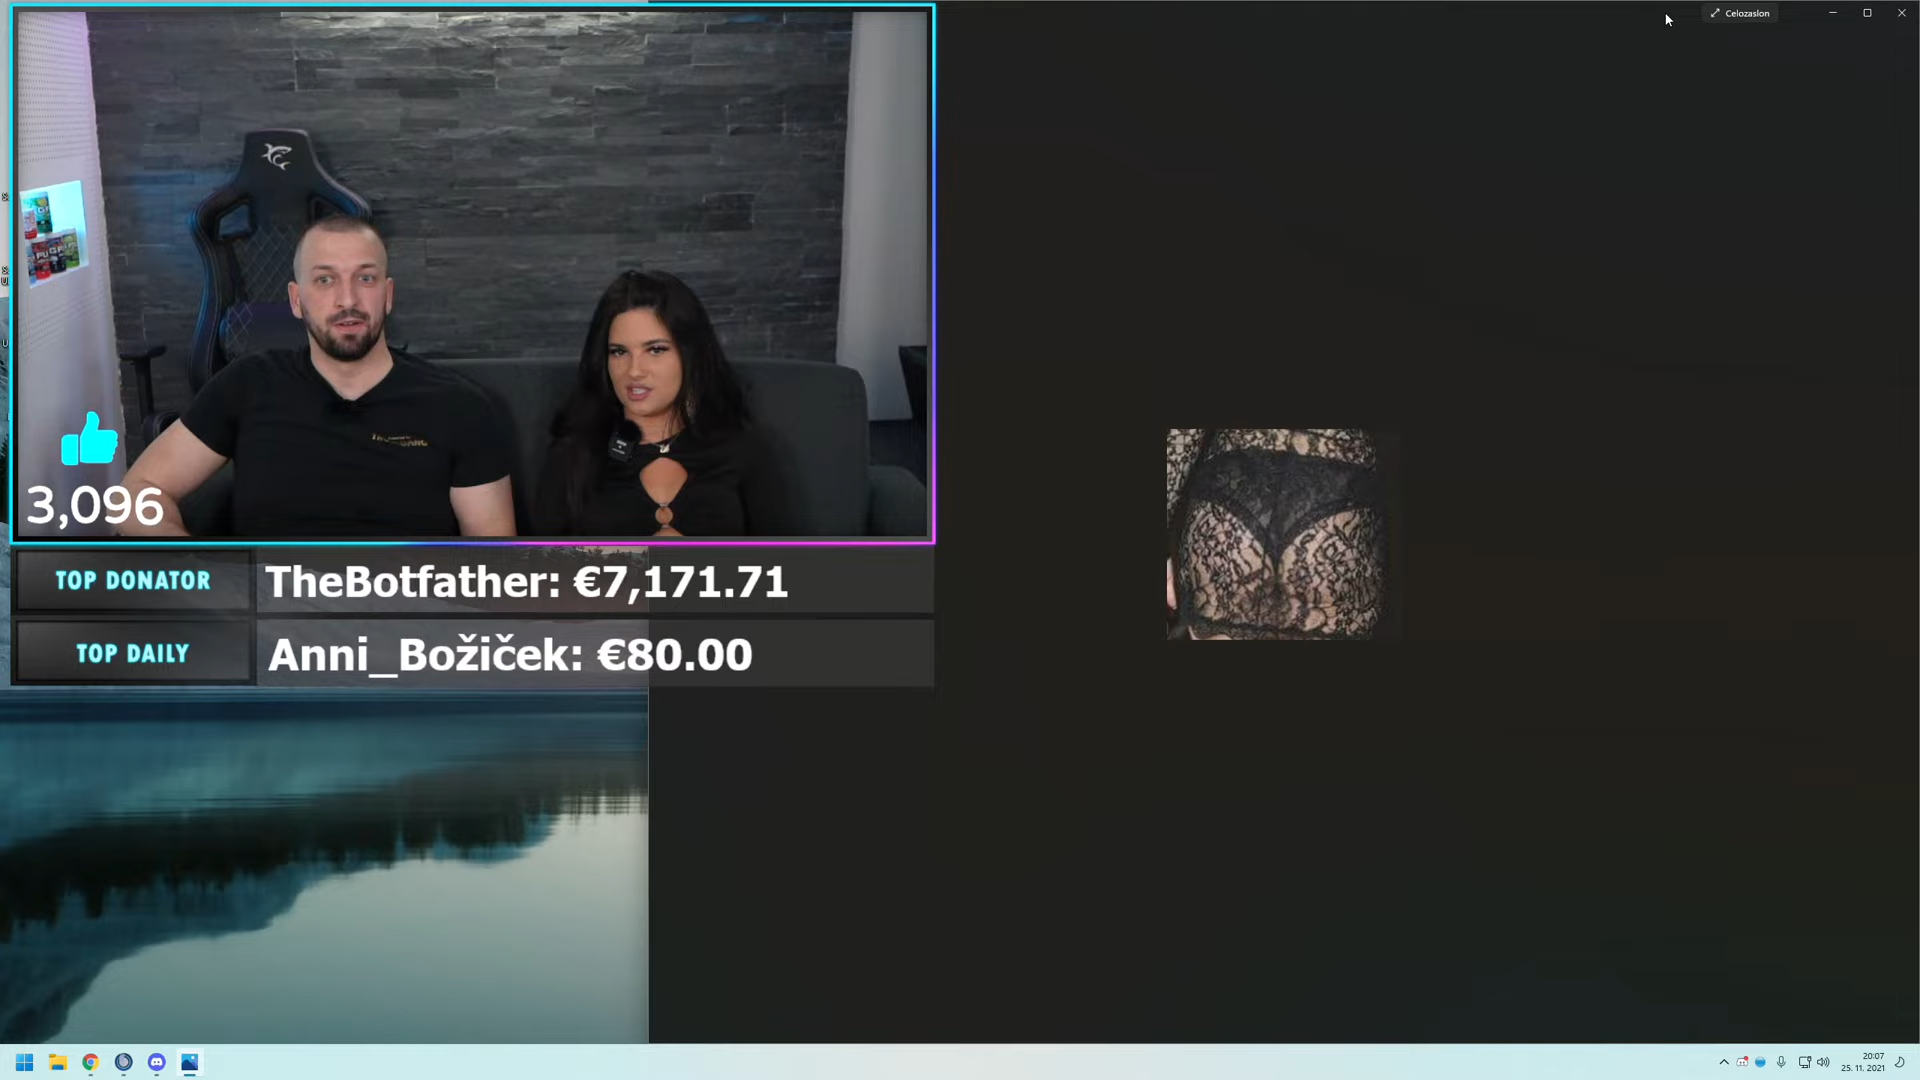 Celozaslon
3,096
TOP DONATOR
TheBotfather: €7,171.71
TOP DAILY
Anni_Božiček: €80.00
20:07
25. 11. 2021